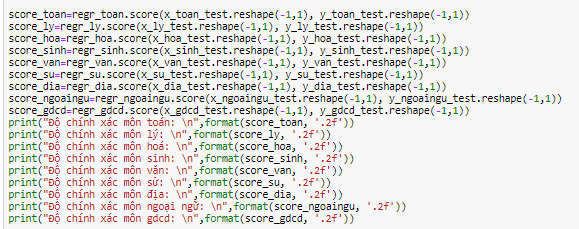 score_toan=regr_toan.score(x_toan_test.reshape(-1,1), y_toan_test.reshape(-1,1))
score_ly=regr_ly.score(x_ly_test.reshape(-1,1), y_ly_test.reshape(-1,1))
score_hoa=regr_hoa.score(x_hoa_test.reshape(-1,1), y_hoa_test.reshape(-1,1))
score_sinh=regr_sinh.score(x_sinh_test.reshape(-1,1), y_sinh_test.reshape(-1,1))
score_van=regr_van.score(x_van_test.reshape(-1,1), y_van_test.reshape(-1,1))
score_su=regr_su.score(x_su_test.reshape(-1,1), y_su_test.reshape(-1,1))
score_dia=regr_dia.score(x_dia_test.reshape(-1,1), y_dia_test.reshape(-1,1))
score_ngoaingu=regr_ngoaingu.score(x_ngoaingu_test.reshape(-1,1), y_ngoaingu_test.reshape(-1,1))
score_gdcd=regr_gdcd.score(x_gdcd_test.reshape(-1,1), y_gdcd_test.reshape(-1,1))
print("Độ chính xác môn toán: \n",format(score_toan, '.2f'))
print("Độ chính xác môn lý: \n",format(score_ly, '.2f'))
print("Độ chính xác môn hoá: \n",format(score_hoa, '.2f'))
print("Độ chính xác môn sinh: \n",format(score_sinh, '.2f'))
print("Độ chính xác môn văn: \n",format(score_van, '.2f'))
print("Độ chính xác môn sử: \n",format(score_su, '.2f'))
print("Độ chính xác môn địa: \n",format(score_dia, '.2f'))
print("Độ chính xác môn ngoại ngữ: \n",format(score_ngoaingu, '.2f'))
print("Độ chính xác môn gdcd: \n",format(score_gdcd, '.2f'))